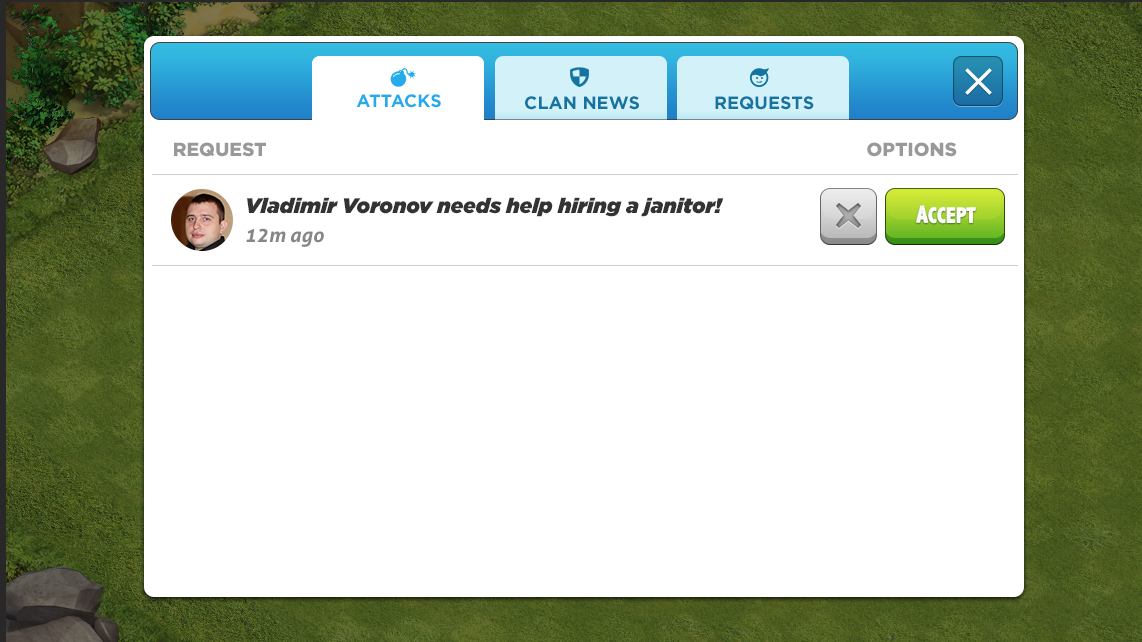 ATTACKS
CLAN NEWS
REQUESTS
REQUEST
OPTIONS
Vladimir Voronov needs help hiring a janitor!
12m ago
ACCEPT